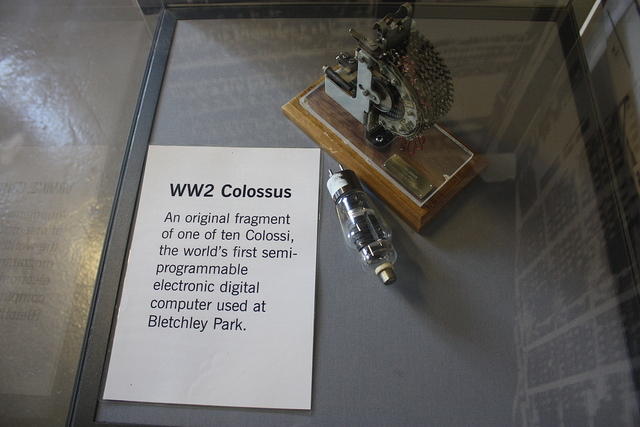 WW2 Colossus
An original fragment
of one of ten Colossi,
the world's first semi-
programmable
electronic digital
computer used at
Bletchley Park.